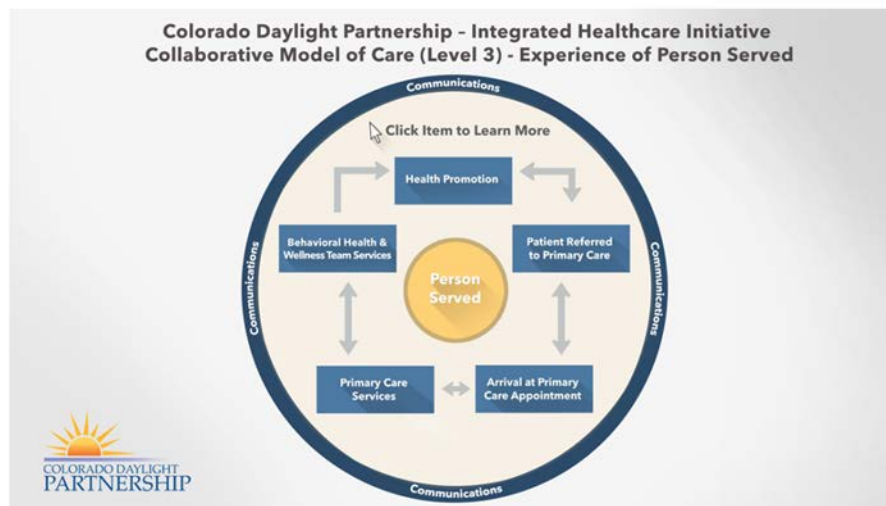 Colorado Daylight Partnership – Integrated Healthcare Initiative
Collaborative Model of Care (Level 3) - Experience of Person Served
Communications
Click Item to Learn More
Health Promotion
Behavioral Health &
Wellness Team Services
Patient Referred
to Primary Care
Communications
Person
Served
Communications
Primary Care
Services
Arrival at Primary
Care Appointment
COLORADO DAYLIGHT
PARTNERSHIP
Communications